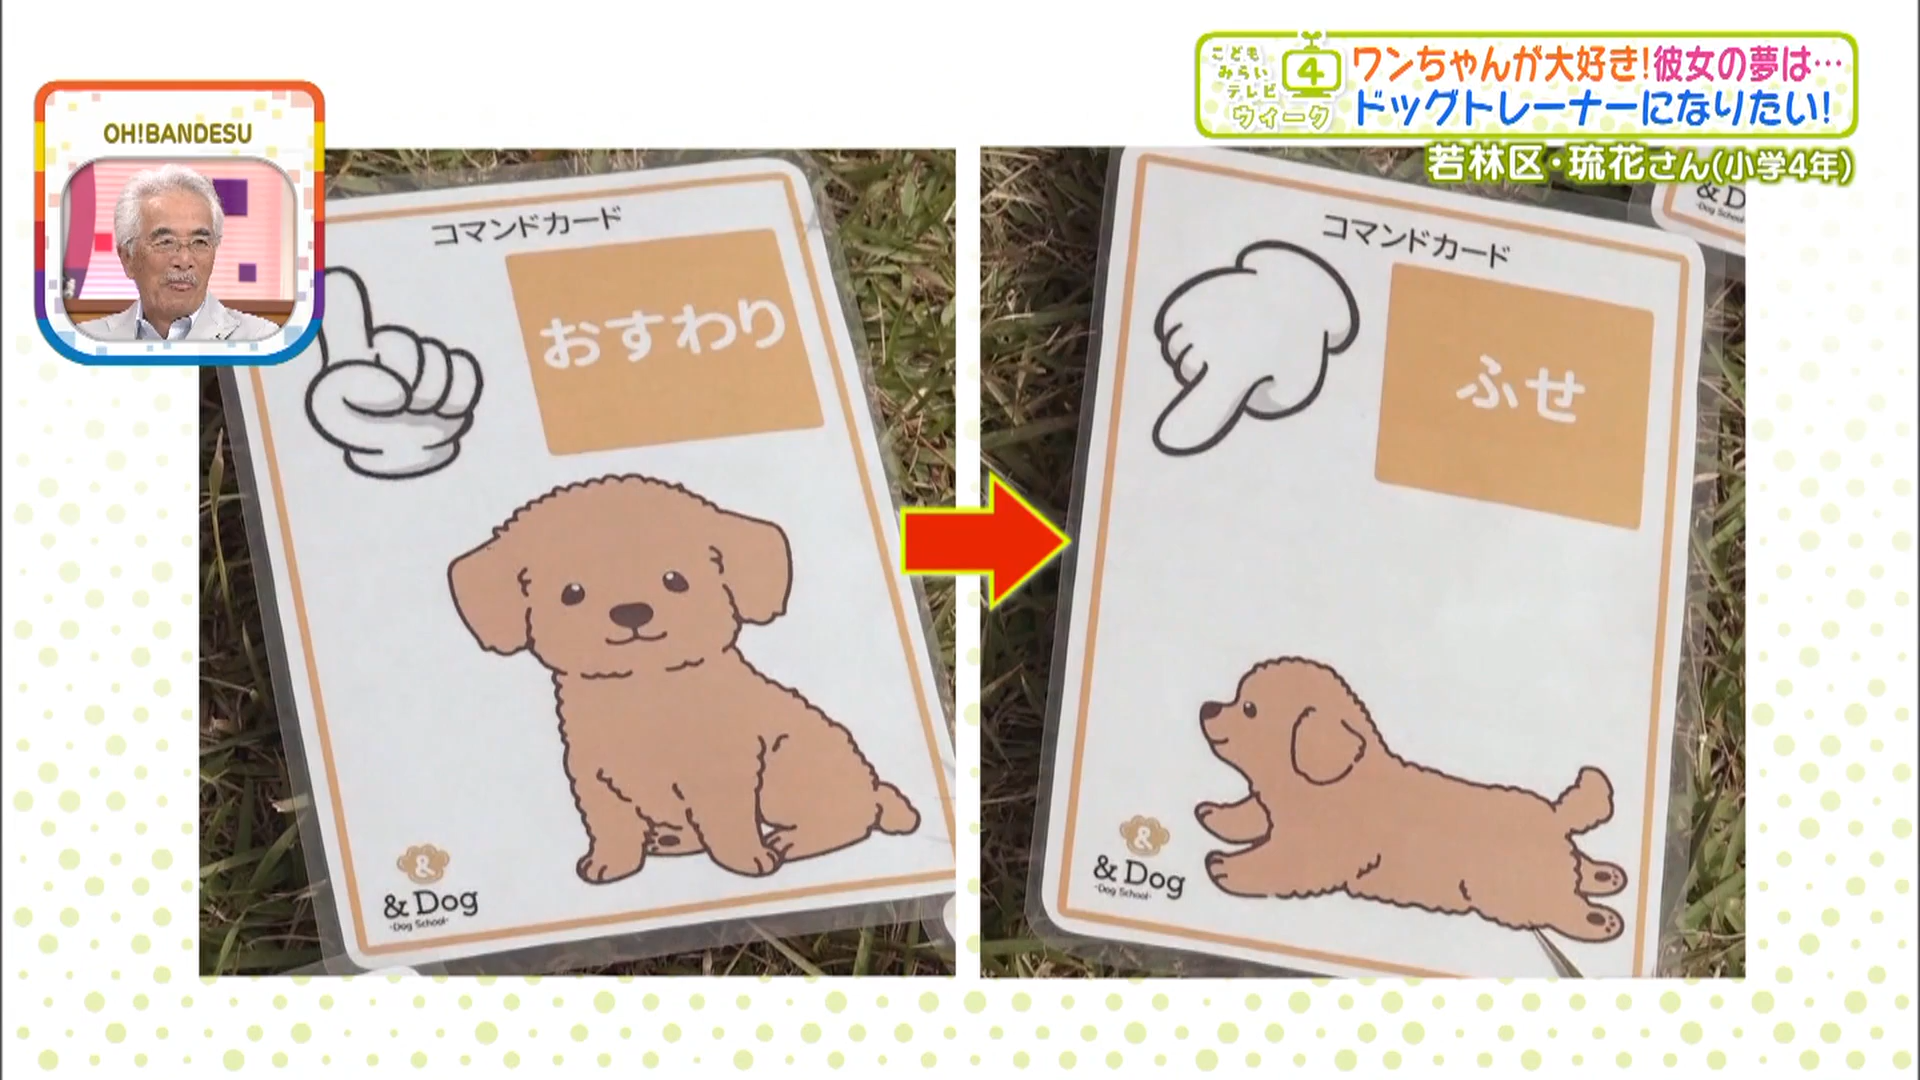 OH!BANDESU
こども
みらい
テレビ
ウィーク
4
ワンちゃんが大好き!彼女の夢は…
ドッグトレーナーになりたい!
若林区・琉花さん(小学4年)
コマンドカード
おすわり
&
& Dog
-Dog School-
コマンドカード
ふせ
&
& Dog
-Dog School-
& D
-Dog School